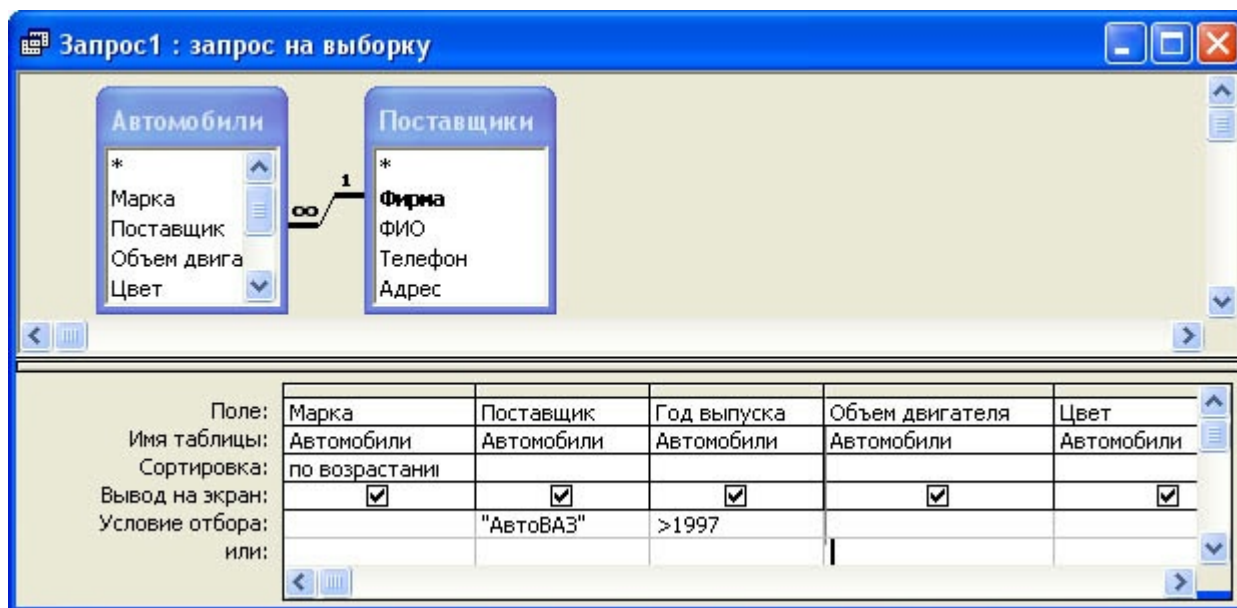 Запрос1 : запрос на выборку
Автомобили
*
Марка
Поставщик
Объем двига
Цвет
∞
1
Поставщики
*
Фирма
ФИО
Телефон
Адрес
Поле: Марка Поставщик Год выпуска Объем двигателя Цвет
Имя таблицы: Автомобили Автомобили Автомобили Автомобили Автомобили
Сортировка: по возрастани
Вывод на экран:
Условие отбора: "АвтоВАЗ" >1997
или: